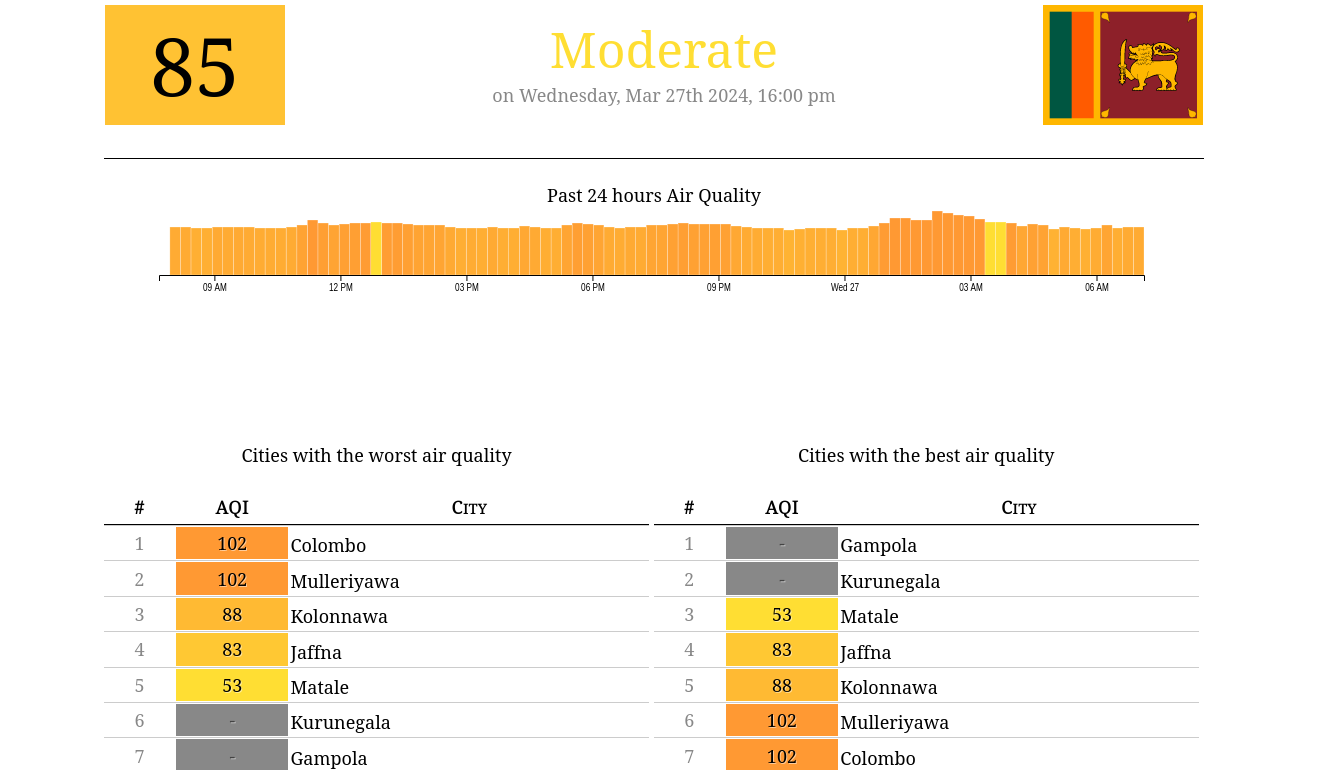 85
Moderate
on Wednesday, Mar 27th 2024, 16:00 pm
Past 24 hours Air Quality
09 AM 12 PM 03 PM 06 PM 09 PM Wed 27 03 AM 06 AM
Cities with the worst air quality
# AQI City
1 102 Colombo
2 102 Mulleriyawa
3 88 Kolonnawa
4 83 Jaffna
5 53 Matale
6 - Kurunegala
7 - Gampola
Cities with the best air quality
# AQI City
1 - Gampola
2 - Kurunegala
3 53 Matale
4 83 Jaffna
5 88 Kolonnawa
6 102 Mulleriyawa
7 102 Colombo